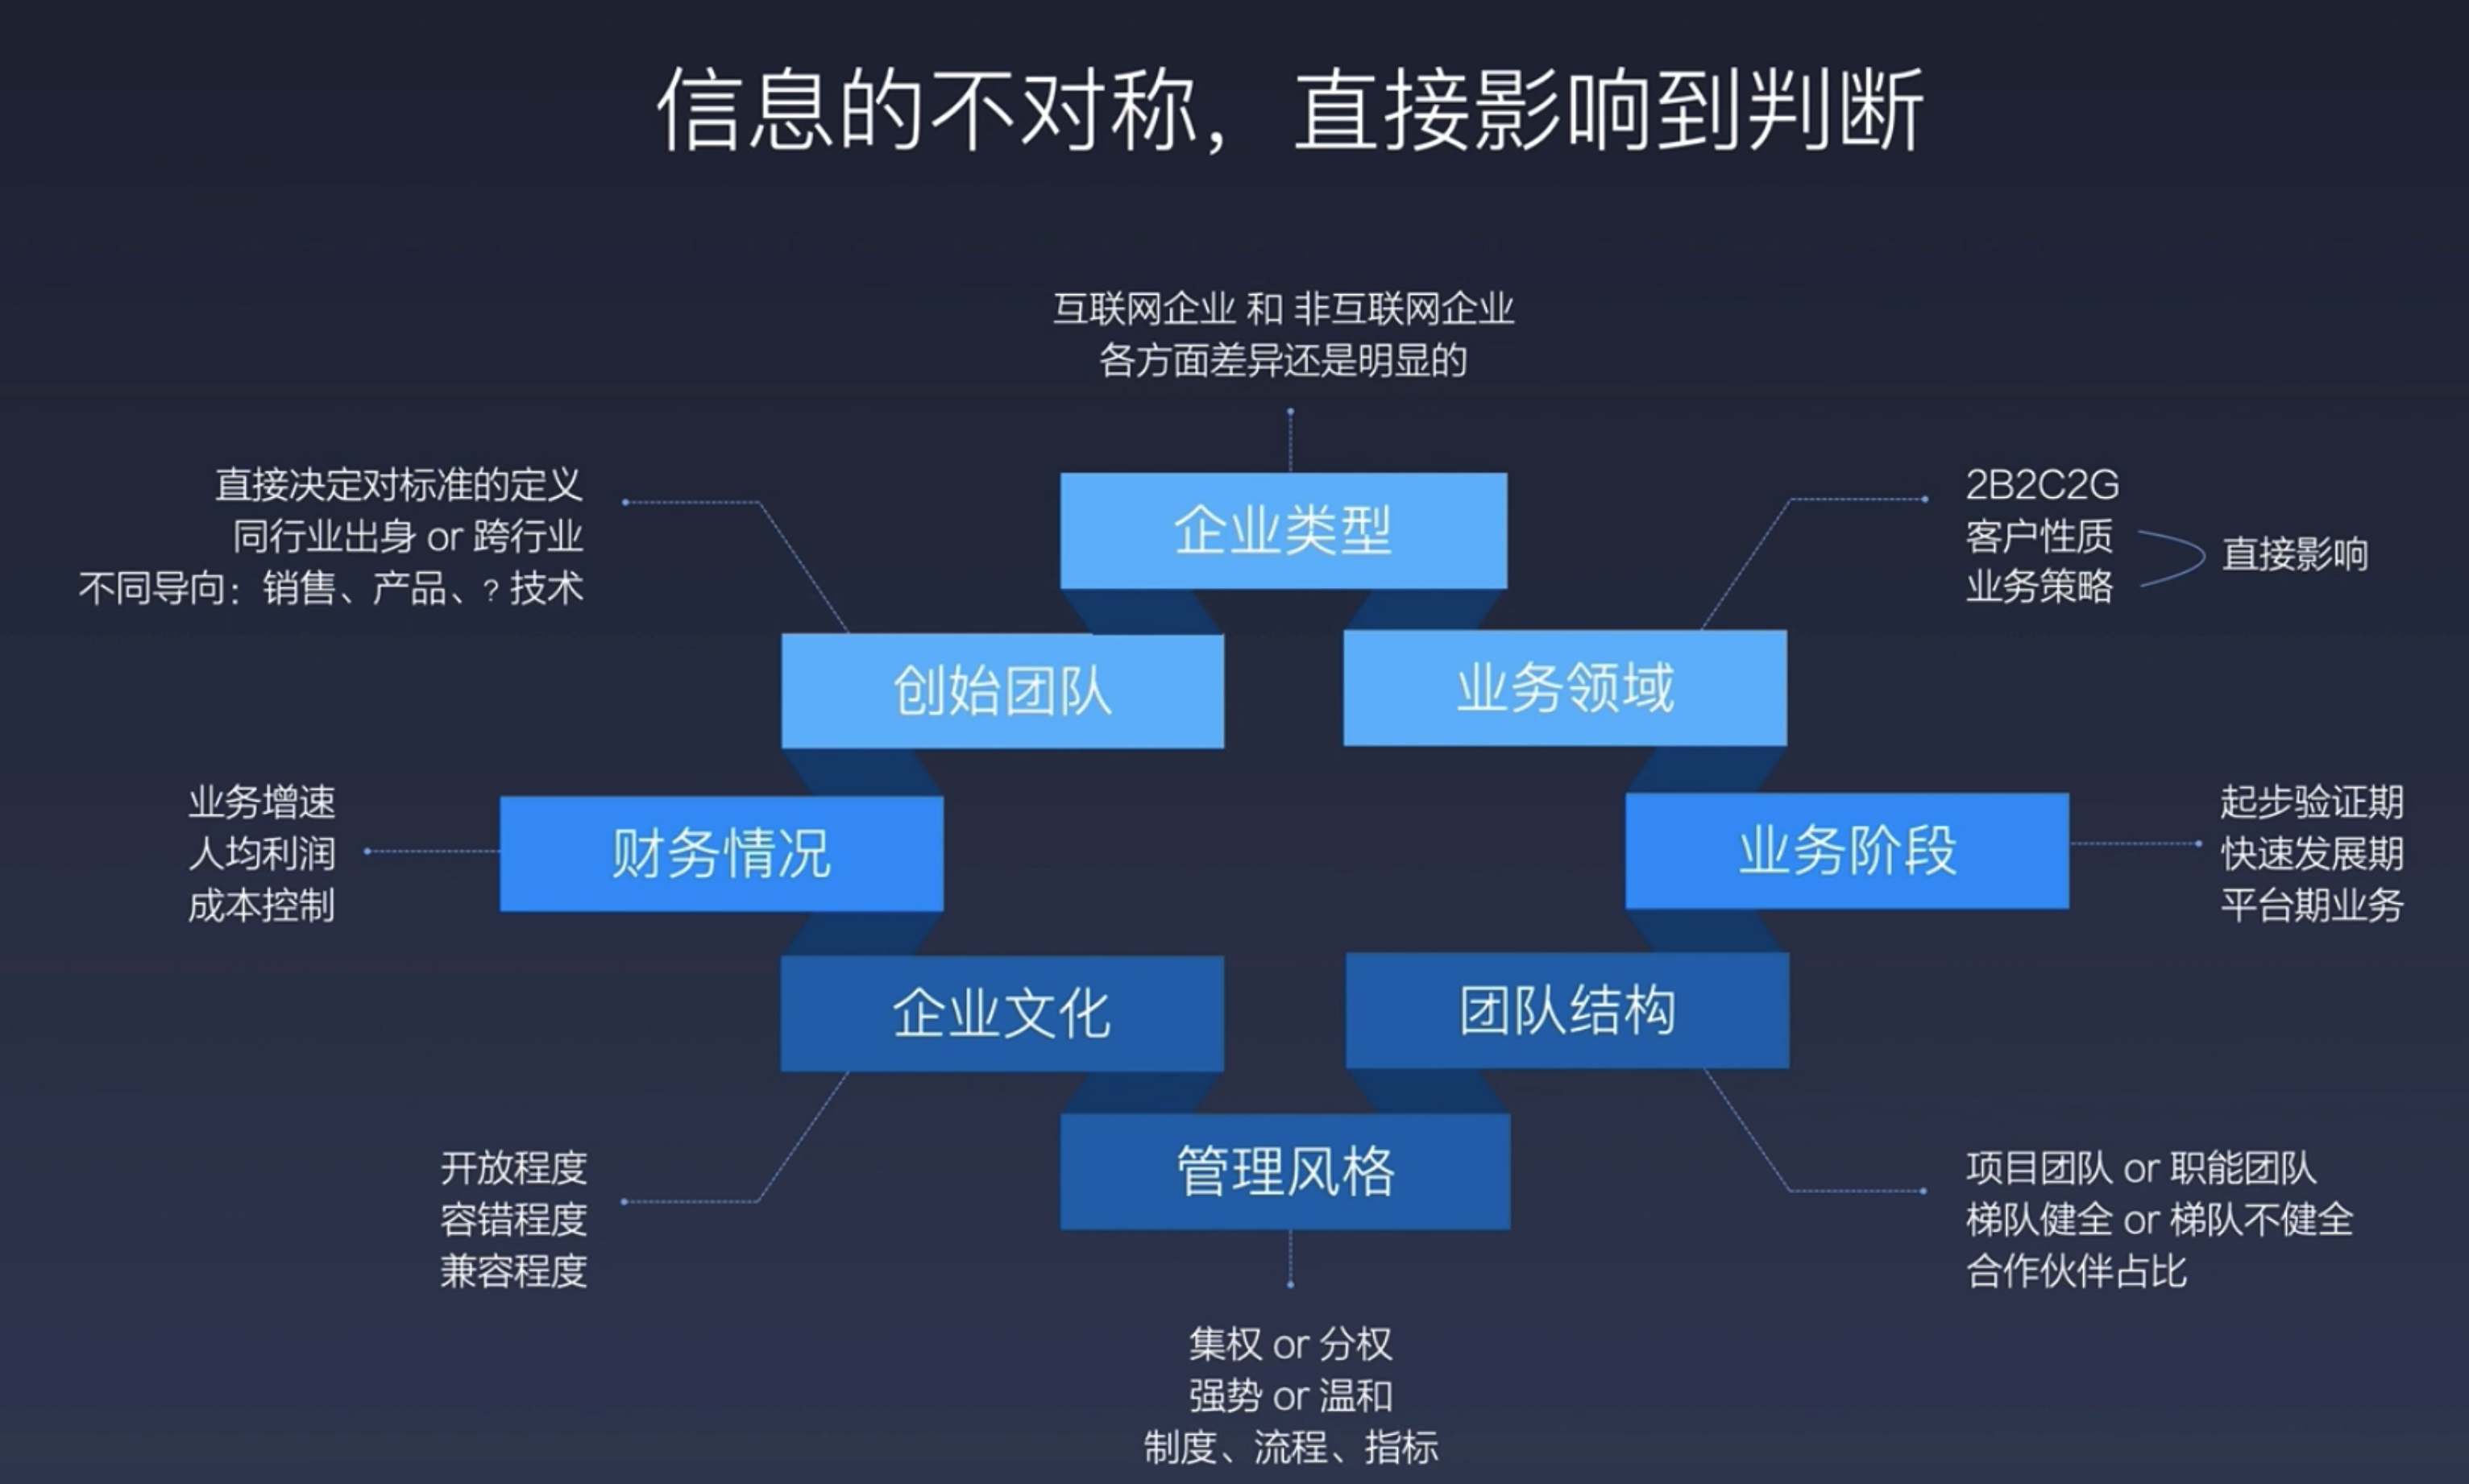 信息的不对称，直接影响到判断
互联网企业 和 非互联网企业
各方面差异还是明显的
企业类型
直接决定对标准的定义
同行业出身 or 跨行业
不同导向：销售、产品、? 技术
创始团队
2B2C2G
客户性质
业务策略
直接影响
业务领域
业务增速
人均利润
成本控制
财务情况
业务阶段
起步验证期
快速发展期
平台期业务
企业文化
开放程度
容错程度
兼容程度
团队结构
项目团队 or 职能团队
梯队健全 or 梯队不健全
合作伙伴占比
管理风格
集权 or 分权
强势 or 温和
制度、流程、指标